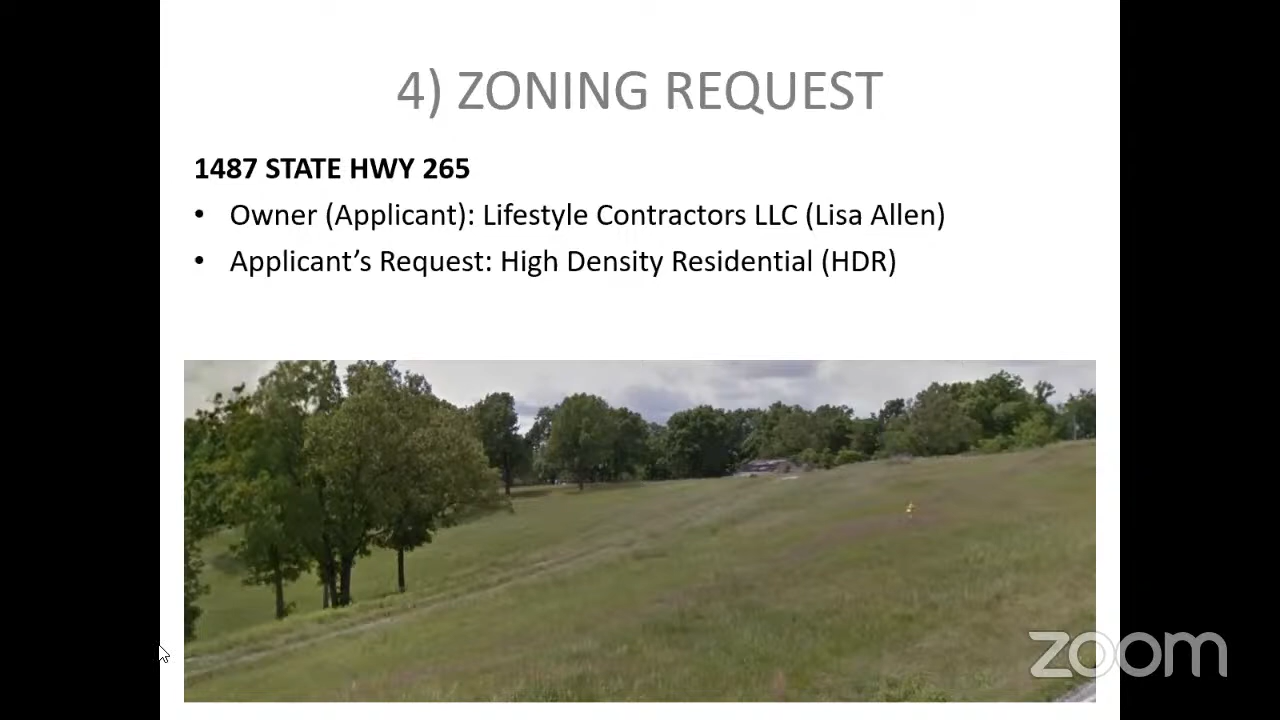 4) ZONING REQUEST
1487 STATE HWY 265
• Owner (Applicant): Lifestyle Contractors LLC (Lisa Allen)
• Applicant’s Request: High Density Residential (HDR)
zoom